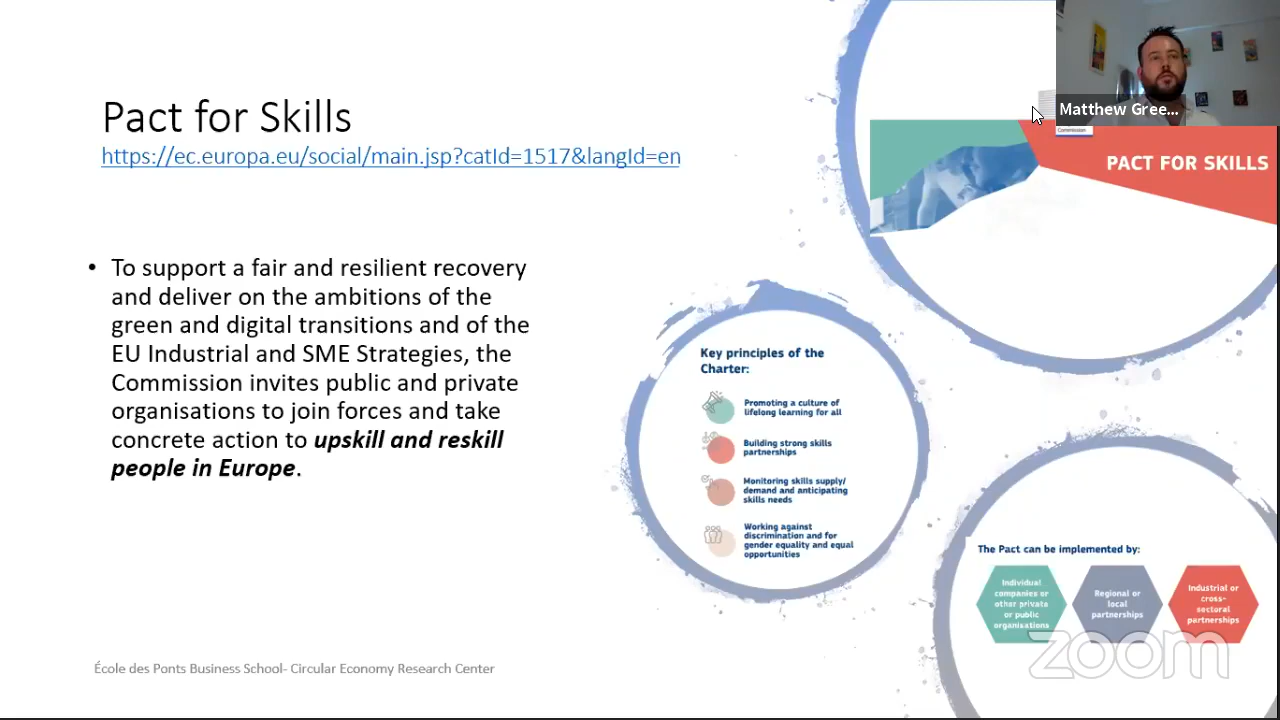 Pact for Skills
https://ec.europa.eu/social/main.jsp?catId=1517&langId=en
• To support a fair and resilient recovery
and deliver on the ambitions of the
green and digital transitions and of the
EU Industrial and SME Strategies, the
Commission invites public and private
organisations to join forces and take
concrete action to upskill and reskill
people in Europe.
Matthew Gree...
Commission
PACT FOR SKILLS
Key principles of the
Charter:
Promoting a culture of
lifelong learning for all
Building strong skills
partnerships
Monitoring skills supply/
demand and anticipating
skills needs
Working against
discrimination and for
gender equality and equal
opportunities
The Pact can be implemented by:
Individual
companies or
other private
or public
organisations
Regional or
local
partnerships
Industrial or
cross-
sectoral
partnerships
zoom
École des Ponts Business School- Circular Economy Research Center